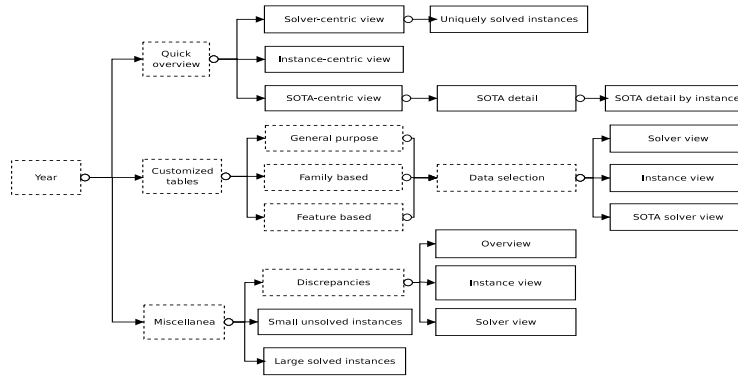 Solver-centric view
Uniquely solved instances
Quick
overview
Instance-centric view
SOTA-centric view
SOTA detail
SOTA detail by instance
Year
Customized
tables
General purpose
Family based
Feature based
Data selection
Solver view
Instance view
SOTA solver view
Miscellanea
Discrepancies
Overview
Instance view
Solver view
Small unsolved instances
Large solved instances